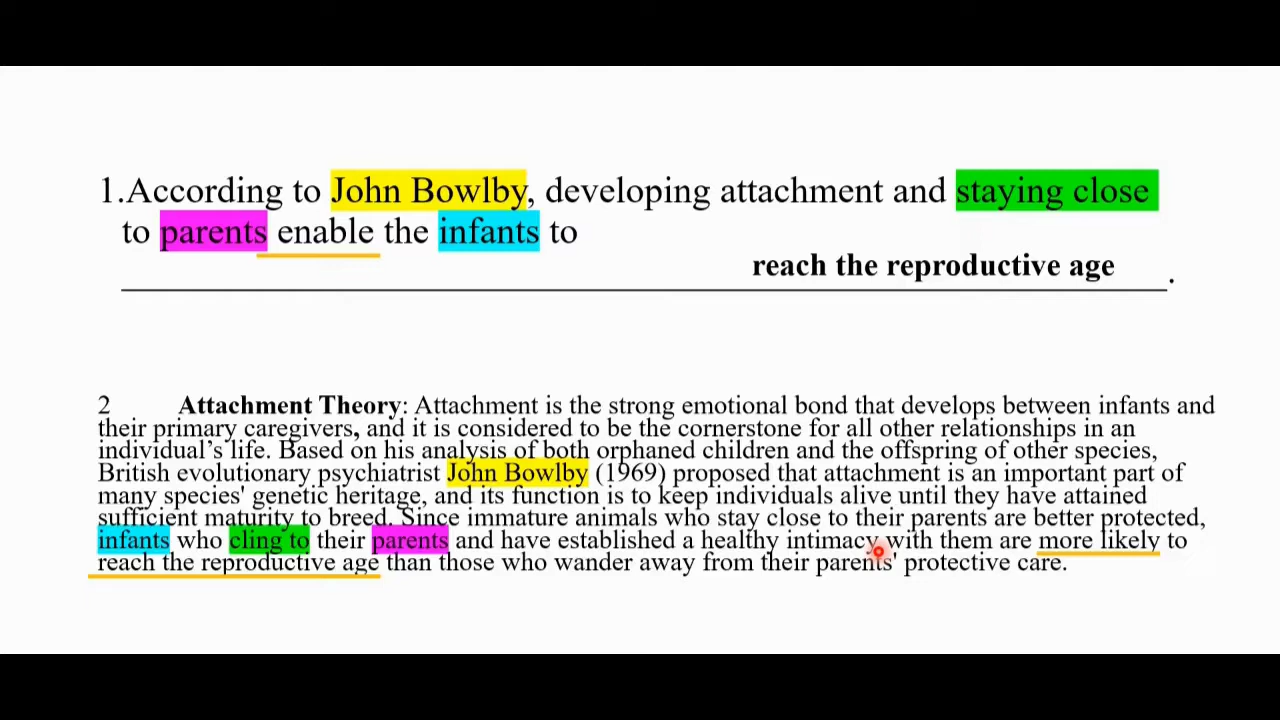 1.According to John Bowlby, developing attachment and staying close
to parents enable the infants to
reach the reproductive age
.
2 Attachment Theory: Attachment is the strong emotional bond that develops between infants and
their primary caregivers, and it is considered to be the cornerstone for all other relationships in an
individual’s life. Based on his analysis of both orphaned children and the offspring of other species,
British evolutionary psychiatrist John Bowlby (1969) proposed that attachment is an important part of
many species' genetic heritage, and its function is to keep individuals alive until they have attained
sufficient maturity to breed. Since immature animals who stay close to their parents are better protected,
infants who cling to their parents and have established a healthy intimacy with them are more likely to
reach the reproductive age than those who wander away from their parents' protective care.